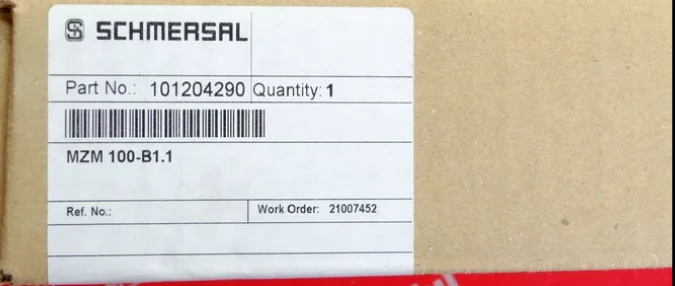 S SCHMERSAL
Part No.: 101204290 Quantity: 1
MZM 100-B1.1
Ref. No.: Work Order: 21007452